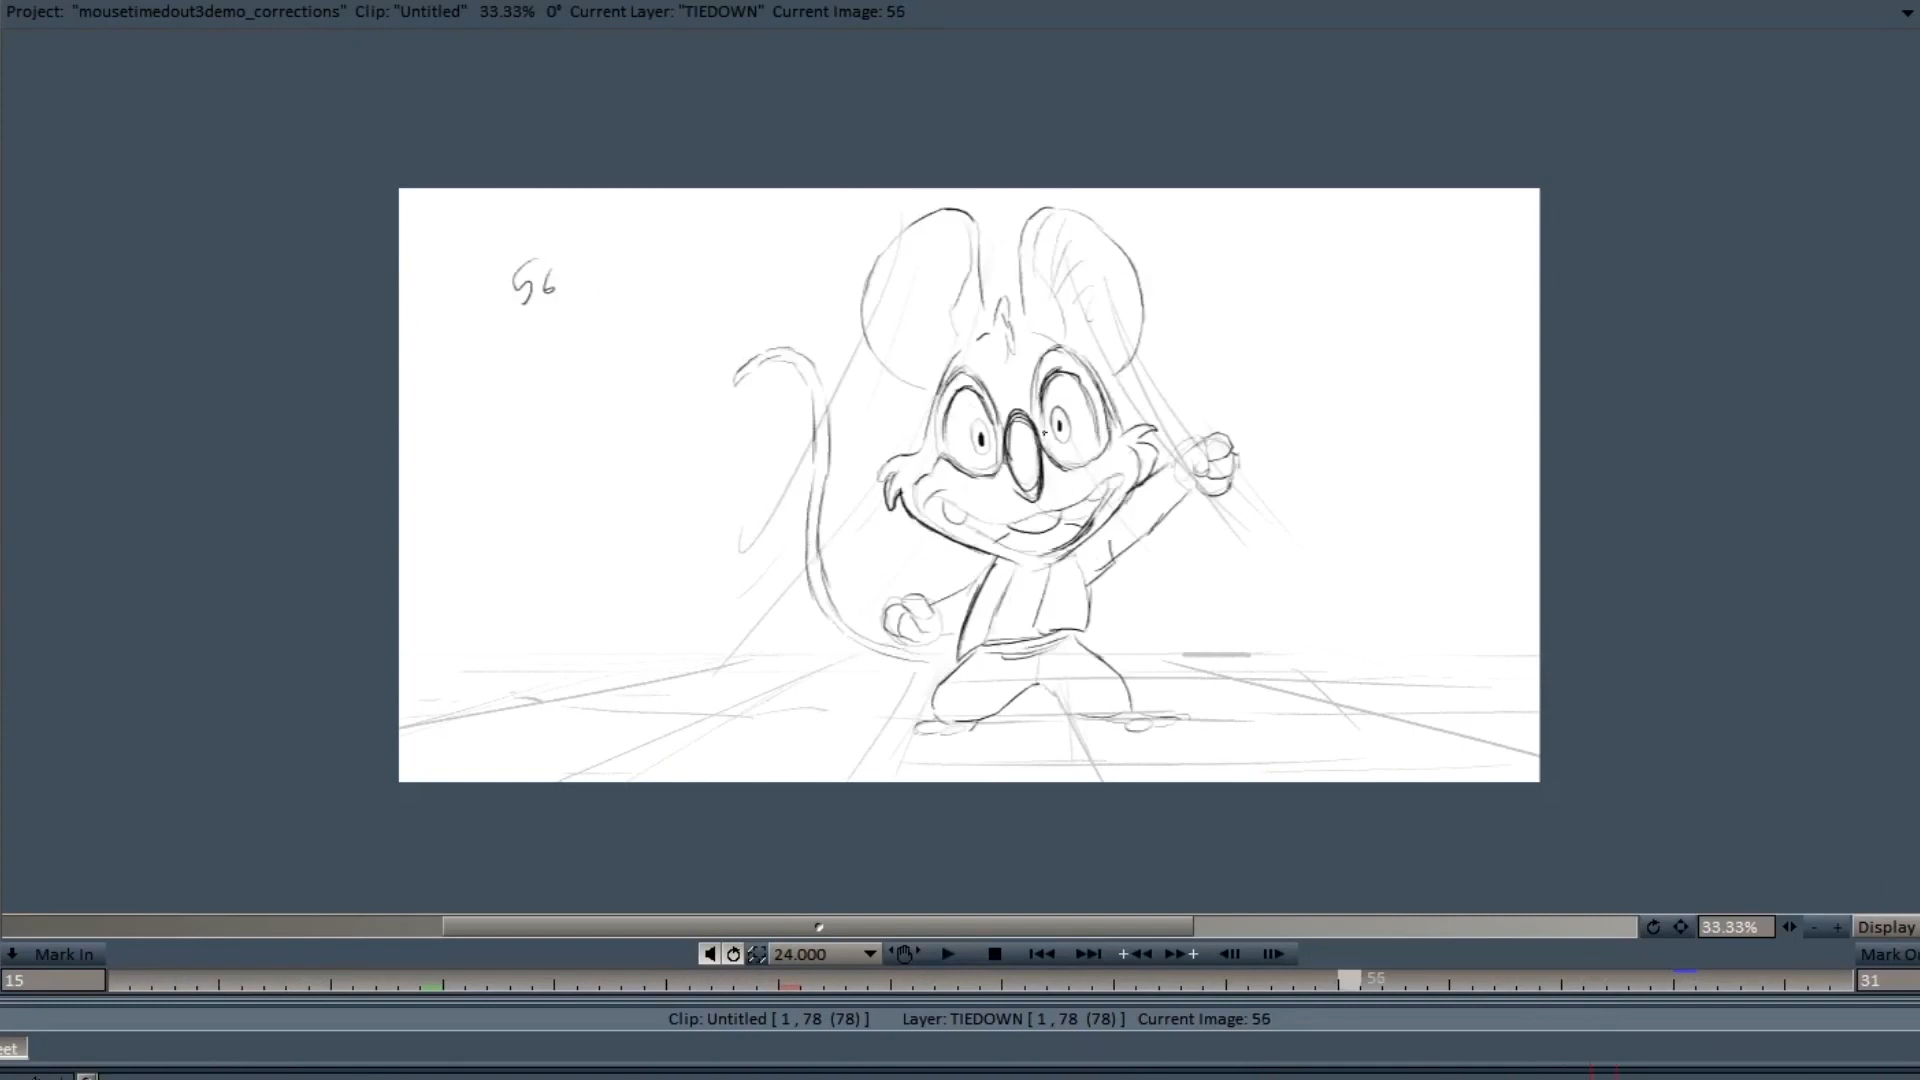 Project: "mousetimedout3demo_corrections" Clip: "Untitled" 33.33% 0° Current Layer: "TIEDOWN" Current Image: 55
56
33.33% - + Display
Mark In 24.000 Mark O
15 55 31
Clip: Untitled [ 1 , 78 (78) ] Layer: TIEDOWN [ 1 , 78 (78) ] Current Image: 56
eet